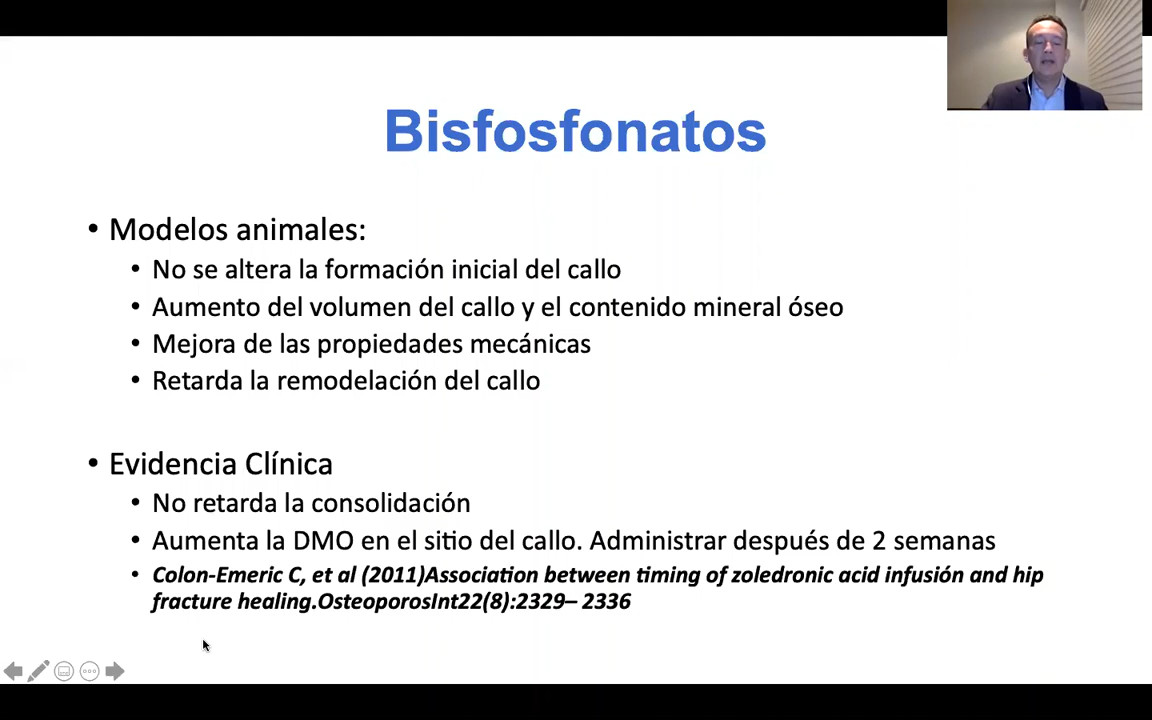 Bisfosfonatos
• Modelos animales:
• No se altera la formación inicial del callo
• Aumento del volumen del callo y el contenido mineral óseo
• Mejora de las propiedades mecánicas
• Retarda la remodelación del callo
• Evidencia Clínica
• No retarda la consolidación
• Aumenta la DMO en el sitio del callo. Administrar después de 2 semanas
• Colon-Emeric C, et al (2011)Association between timing of zoledronic acid infusión and hip
fracture healing.OsteoporosInt22(8):2329– 2336